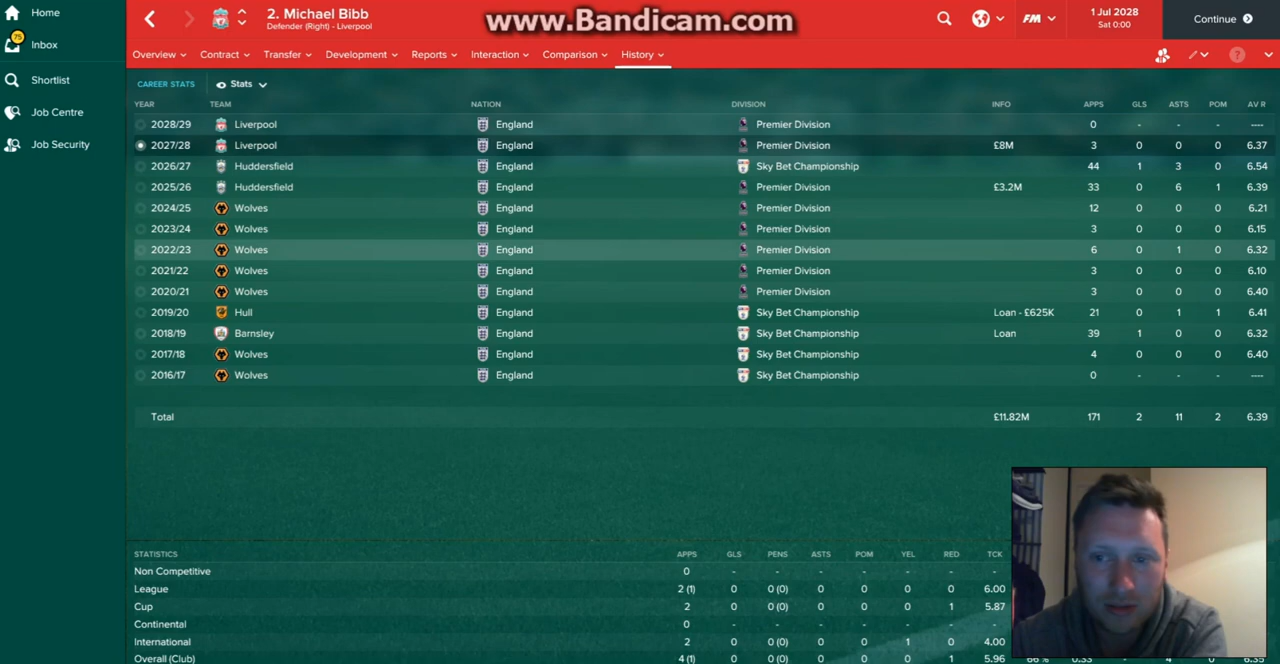 Home
2. Michael Bibb
Defender (Right) - Liverpool
www.Bandicam.com
FM
1 Jul 2028
Sat 0:00
Continue
75
Inbox
Overview Contract Transfer Development Reports Interaction Comparison History
?
Shortlist
Job Centre
Job Security
CAREER STATS Stats
YEAR TEAM NATION DIVISION INFO APPS GLS ASTS POM AV R
2028/29 Liverpool England Premier Division 0 - - - ----
2027/28 Liverpool England Premier Division £8M 3 0 0 0 6.37
2026/27 Huddersfield England Sky Bet Championship 44 1 3 0 6.54
2025/26 Huddersfield England Premier Division £3.2M 33 0 6 1 6.39
2024/25 Wolves England Premier Division 12 0 0 0 6.21
2023/24 Wolves England Premier Division 3 0 0 0 6.15
2022/23 Wolves England Premier Division 6 0 1 0 6.32
2021/22 Wolves England Premier Division 3 0 0 0 6.10
2020/21 Wolves England Premier Division 3 0 0 0 6.40
2019/20 Hull England Sky Bet Championship Loan - £625K 21 0 1 1 6.41
2018/19 Barnsley England Sky Bet Championship Loan 39 1 0 0 6.32
2017/18 Wolves England Sky Bet Championship 4 0 0 0 6.40
2016/17 Wolves England Sky Bet Championship 0 - - - ----
Total £11.82M 171 2 11 2 6.39
STATISTICS APPS GLS PENS ASTS POM YEL RED TCK
Non Competitive 0 - - - - - - -
League 2 (1) 0 0 (0) 0 0 0 0 6.00
Cup 2 0 0 (0) 0 0 0 1 5.87
Continental 0 - - - - - - -
International 2 0 0 (0) 0 0 1 0 4.00
Overall (Club) 4 (1) 0 0 (0) 0 0 0 1 5.96